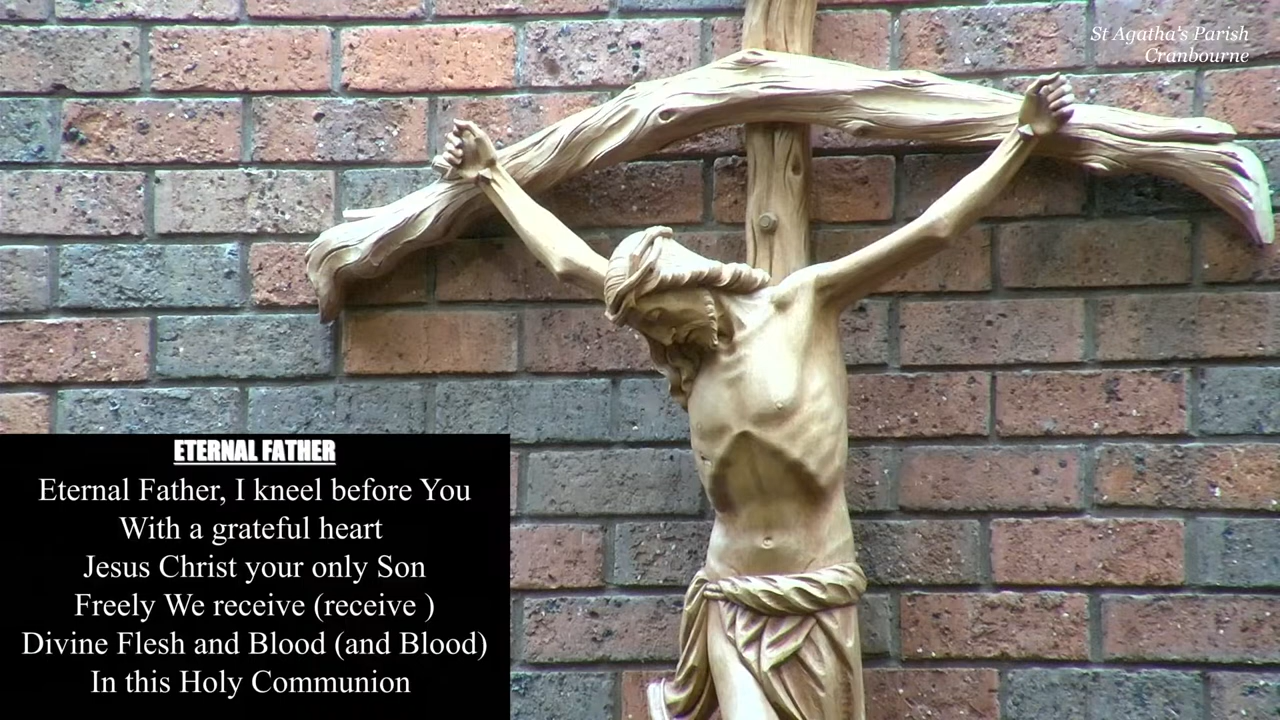 St Agatha's Parish
Cranbourne
ETERNAL FATHER
Eternal Father, I kneel before You
With a grateful heart
Jesus Christ your only Son
Freely We receive (receive )
Divine Flesh and Blood (and Blood)
In this Holy Communion